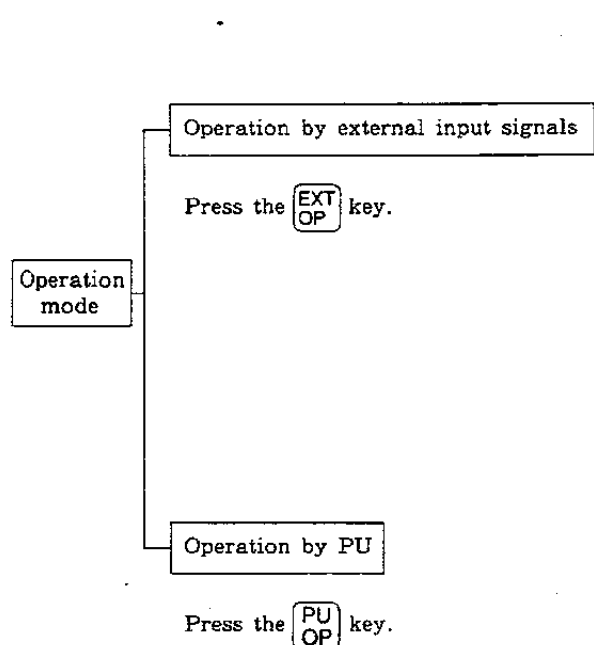 Operation by external input signals
Press the EXT OP key.
Operation
mode
Operation by PU
Press the PU OP key.